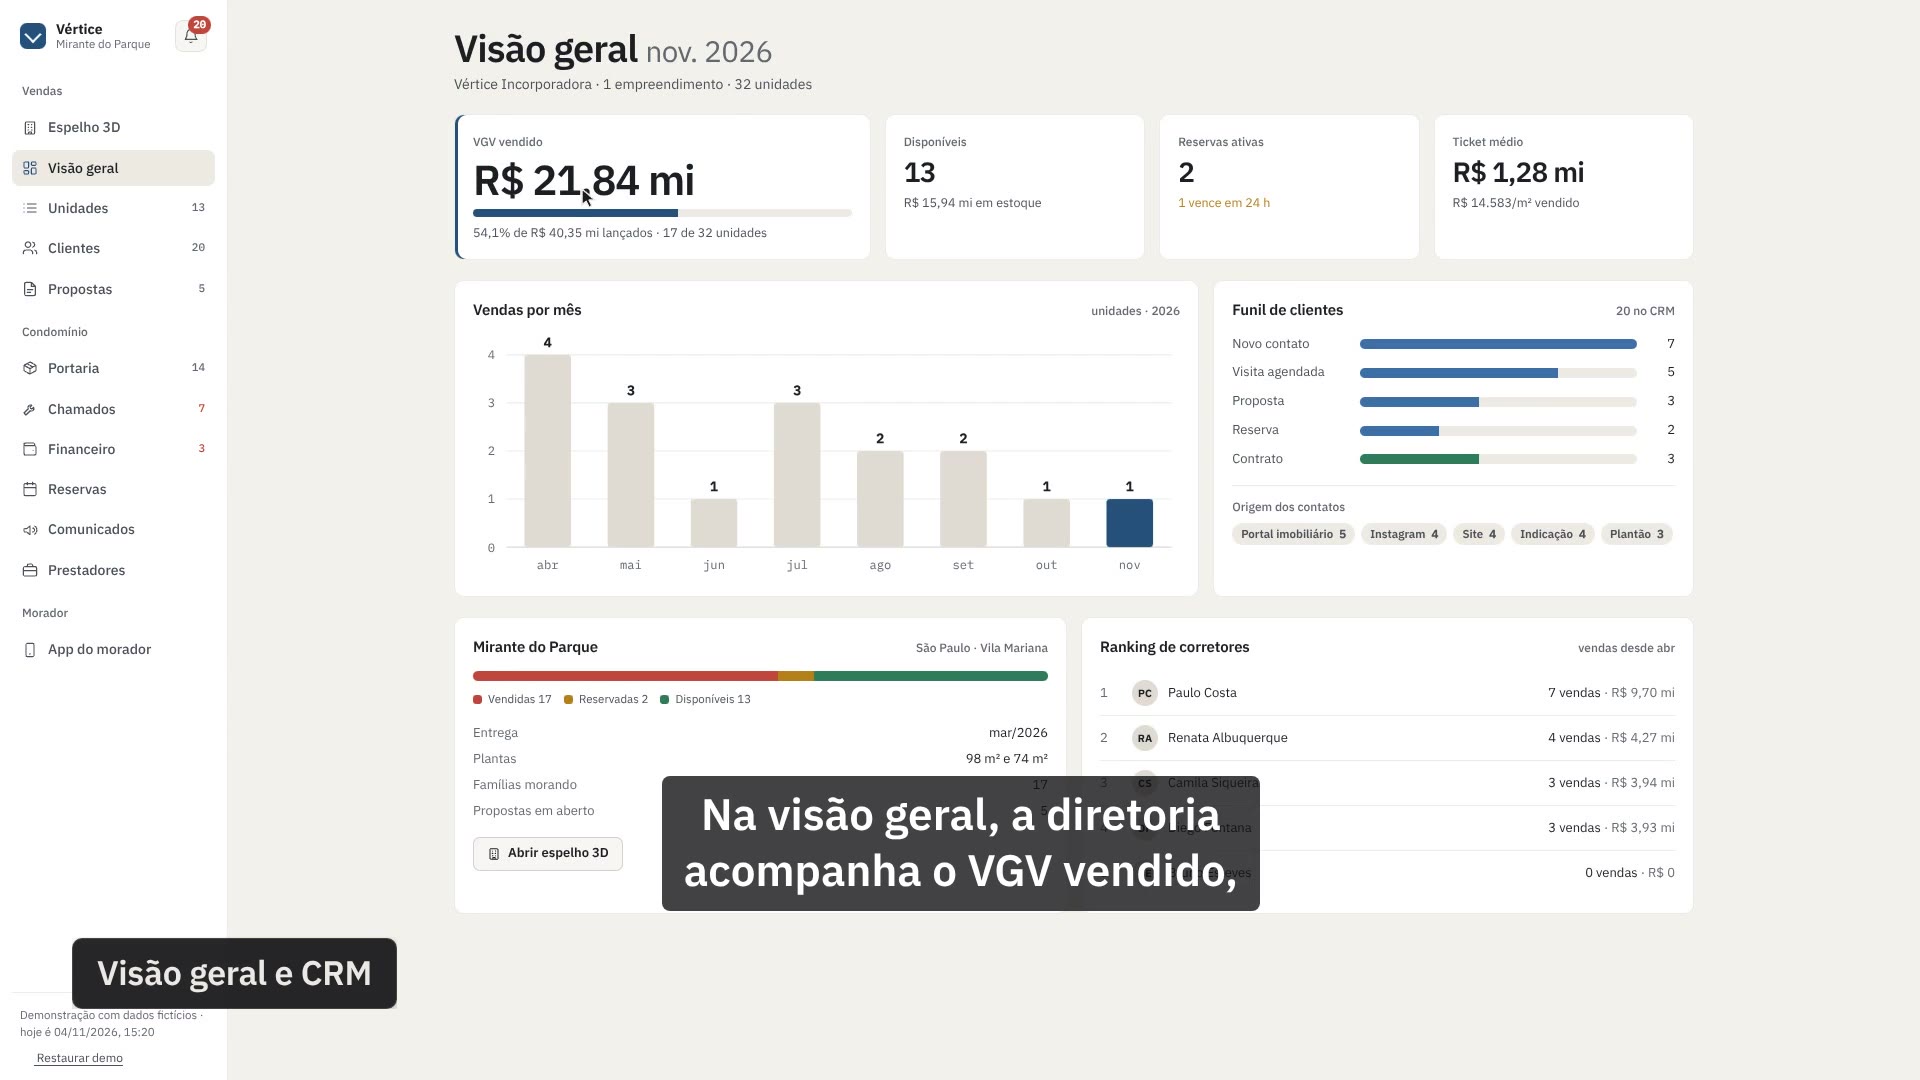 Vértice
Mirante do Parque
20
Vendas
Espelho 3D
Visão geral
Unidades 13
Clientes 20
Propostas 5
Condomínio
Portaria 14
Chamados 7
Financeiro 3
Reservas
Comunicados
Prestadores
Morador
App do morador
Demonstração com dados fictícios ·
hoje é 04/11/2026, 15:20
Restaurar demo
Visão geral nov. 2026
Vértice Incorporadora · 1 empreendimento · 32 unidades
VGV vendido
R$ 21,84 mi
54,1% de R$ 40,35 mi lançados · 17 de 32 unidades
Disponíveis
13
R$ 15,94 mi em estoque
Reservas ativas
2
1 vence em 24 h
Ticket médio
R$ 1,28 mi
R$ 14.583/m² vendido
Vendas por mês unidades · 2026
4
3
2
1
0
4 3 1 3 2 2 1 1
abr mai jun jul ago set out nov
Funil de clientes 20 no CRM
Novo contato 7
Visita agendada 5
Proposta 3
Reserva 2
Contrato 3
Origem dos contatos
Portal imobiliário 5 Instagram 4 Site 4 Indicação 4 Plantão 3
Mirante do Parque São Paulo · Vila Mariana
Vendidas 17 Reservadas 2 Disponíveis 13
Entrega mar/2026
Plantas 98 m² e 74 m²
Famílias morando 17
Propostas em aberto 5
Abrir espelho 3D
Ranking de corretores vendas desde abr
1 PC Paulo Costa 7 vendas · R$ 9,70 mi
2 RA Renata Albuquerque 4 vendas · R$ 4,27 mi
3 CS Camila Siqueira 3 vendas · R$ 3,94 mi
3 vendas · R$ 3,93 mi
0 vendas · R$ 0
Na visão geral, a diretoria
acompanha o VGV vendido,
Visão geral e CRM